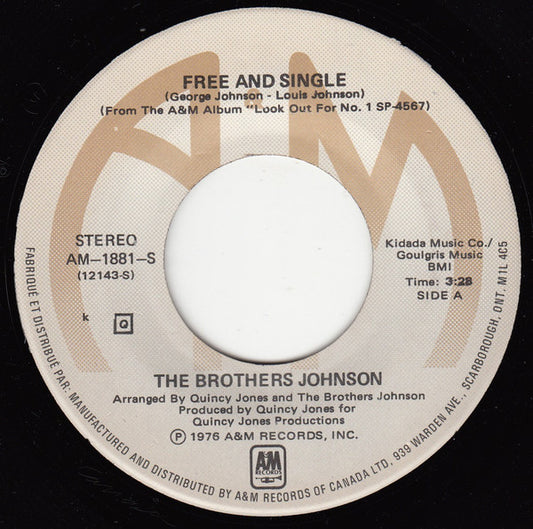 FREE AND SINGLE
(George Johnson - Louis Johnson)
(From The A&M Album "Look Out For No. 1 SP-4567)
STEREO
AM-1881-S
(12143-S)
k
Q
Kidada Music Co./
Goulgris Music
BMI
Time: 3:28
SIDE A
THE BROTHERS JOHNSON
Arranged By Quincy Jones and The Brothers Johnson
Produced by Quincy Jones for
Quincy Jones Productions
Ⓟ 1976 A&M RECORDS, INC.
A&M
RECORDS
FABRIQUÉ ET DISTRIBUÉ PAR: MANUFACTURED AND DISTRIBUTED BY A&M RECORDS OF CANADA LTD. 939 WARDEN AVE., SCARBOROUGH, ONT. M1L 4C5